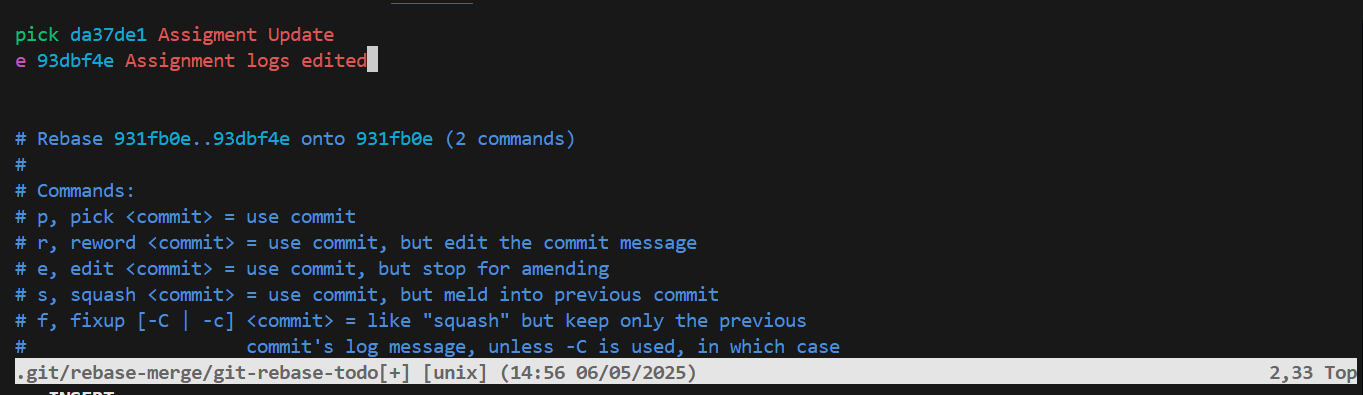 pick da37de1 Assigment Update
e 93dbf4e Assignment logs edited
# Rebase 931fb0e..93dbf4e onto 931fb0e (2 commands)
#
# Commands:
# p, pick <commit> = use commit
# r, reword <commit> = use commit, but edit the commit message
# e, edit <commit> = use commit, but stop for amending
# s, squash <commit> = use commit, but meld into previous commit
# f, fixup [-C | -c] <commit> = like "squash" but keep only the previous
#                    commit's log message, unless -C is used, in which case
.git/rebase-merge/git-rebase-todo[+] [unix] (14:56 06/05/2025) 2,33 Top
INSERT